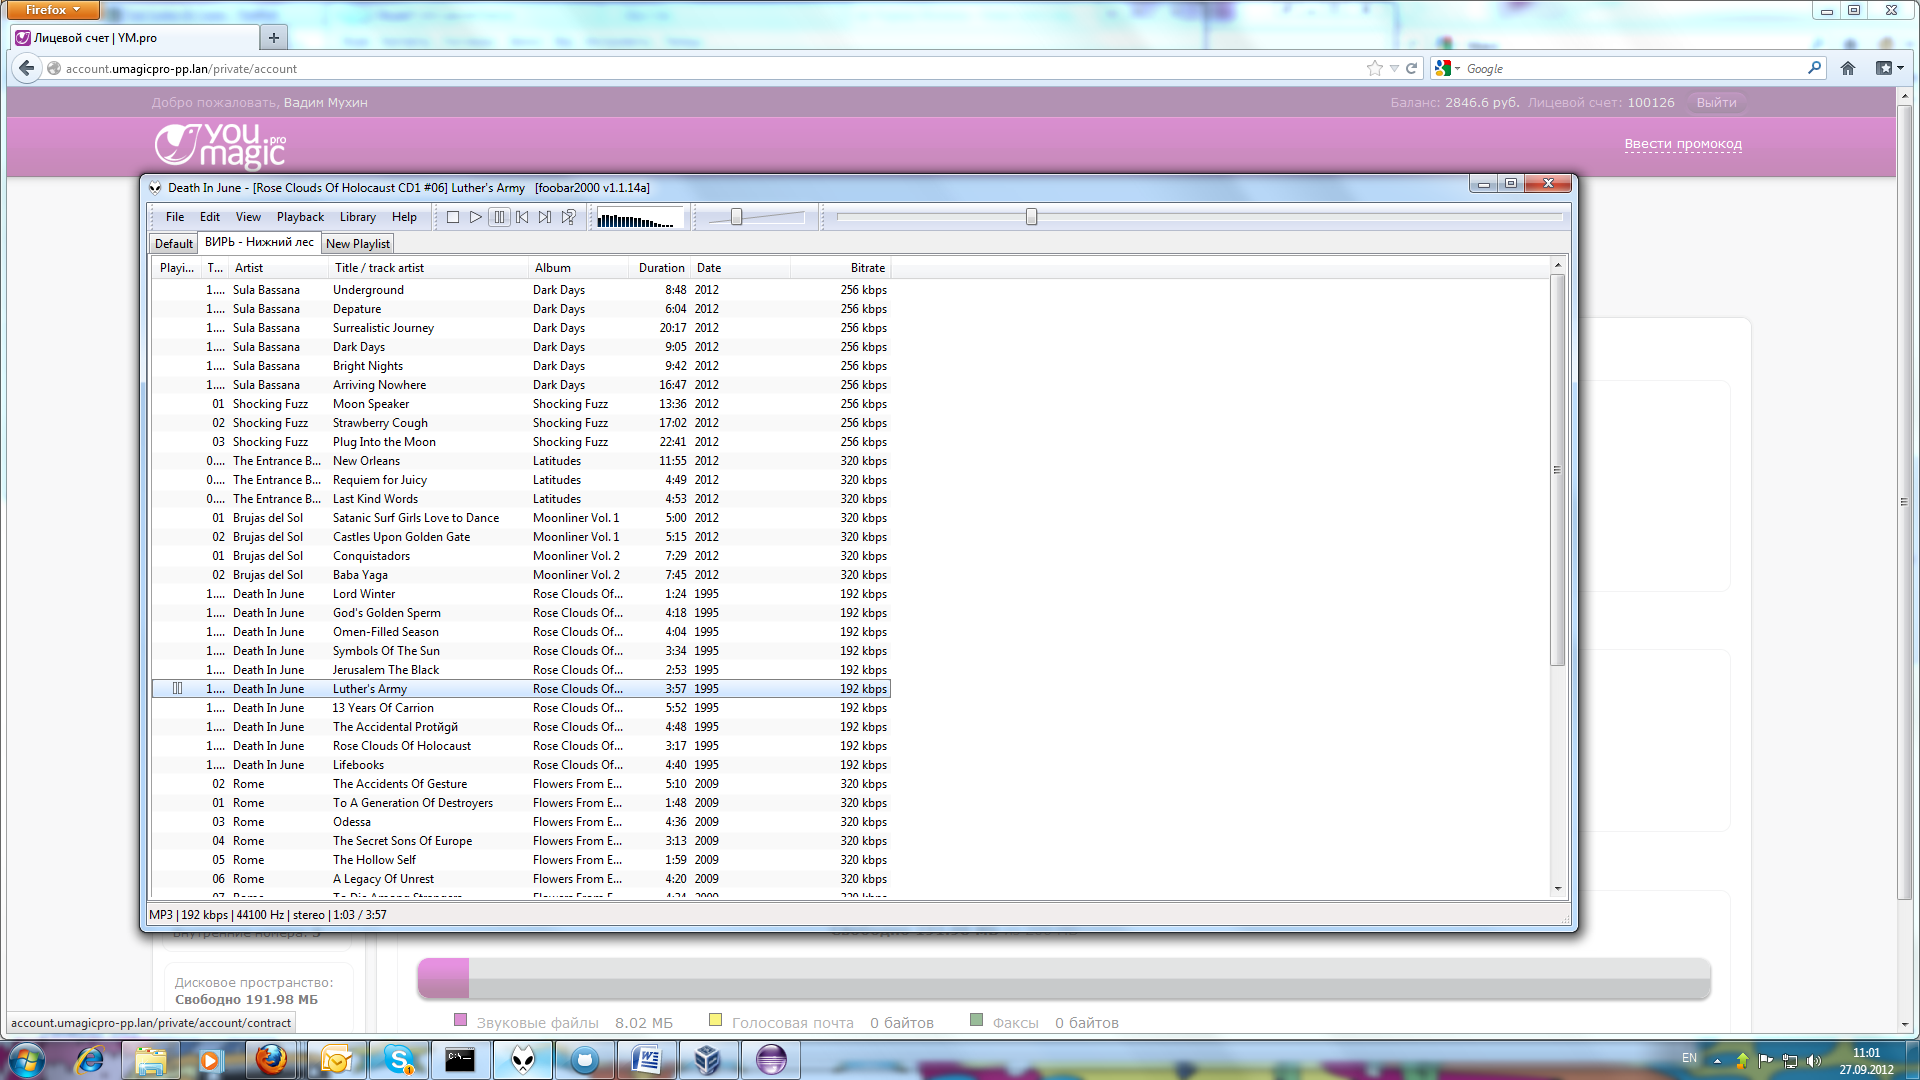 Firefox
Лицевой счет | YM.pro
account.umagicpro-pp.lan/private/account
Google
Добро пожаловать, Вадим Мухин
Баланс: 2846.6 руб. Лицевой счет: 100126 Выйти
you magic pro
Ввести промокод
Death In June - [Rose Clouds Of Holocaust CD1 #06] Luther's Army [foobar2000 v1.1.14a]
File Edit View Playback Library Help
Default ВИРЬ - Нижний лес New Playlist
Playi... T... Artist Title / track artist Album Duration Date Bitrate
1.... Sula Bassana Underground Dark Days 8:48 2012 256 kbps
1.... Sula Bassana Depature Dark Days 6:04 2012 256 kbps
1.... Sula Bassana Surrealistic Journey Dark Days 20:17 2012 256 kbps
1.... Sula Bassana Dark Days Dark Days 9:05 2012 256 kbps
1.... Sula Bassana Bright Nights Dark Days 9:42 2012 256 kbps
1.... Sula Bassana Arriving Nowhere Dark Days 16:47 2012 256 kbps
01 Shocking Fuzz Moon Speaker Shocking Fuzz 13:36 2012 256 kbps
02 Shocking Fuzz Strawberry Cough Shocking Fuzz 17:02 2012 256 kbps
03 Shocking Fuzz Plug Into the Moon Shocking Fuzz 22:41 2012 256 kbps
0.... The Entrance B... New Orleans Latitudes 11:55 2012 320 kbps
0.... The Entrance B... Requiem for Juicy Latitudes 4:49 2012 320 kbps
0.... The Entrance B... Last Kind Words Latitudes 4:53 2012 320 kbps
01 Brujas del Sol Satanic Surf Girls Love to Dance Moonliner Vol. 1 5:00 2012 320 kbps
02 Brujas del Sol Castles Upon Golden Gate Moonliner Vol. 1 5:15 2012 320 kbps
01 Brujas del Sol Conquistadors Moonliner Vol. 2 7:29 2012 320 kbps
02 Brujas del Sol Baba Yaga Moonliner Vol. 2 7:45 2012 320 kbps
1.... Death In June Lord Winter Rose Clouds Of... 1:24 1995 192 kbps
1.... Death In June God's Golden Sperm Rose Clouds Of... 4:18 1995 192 kbps
1.... Death In June Omen-Filled Season Rose Clouds Of... 4:04 1995 192 kbps
1.... Death In June Symbols Of The Sun Rose Clouds Of... 3:34 1995 192 kbps
1.... Death In June Jerusalem The Black Rose Clouds Of... 2:53 1995 192 kbps
1.... Death In June Luther's Army Rose Clouds Of... 3:57 1995 192 kbps
1.... Death In June 13 Years Of Carrion Rose Clouds Of... 5:52 1995 192 kbps
1.... Death In June The Accidental Protйgй Rose Clouds Of... 4:48 1995 192 kbps
1.... Death In June Rose Clouds Of Holocaust Rose Clouds Of... 3:17 1995 192 kbps
1.... Death In June Lifebooks Rose Clouds Of... 4:40 1995 192 kbps
02 Rome The Accidents Of Gesture Flowers From E... 5:10 2009 320 kbps
01 Rome To A Generation Of Destroyers Flowers From E... 1:48 2009 320 kbps
03 Rome Odessa Flowers From E... 4:36 2009 320 kbps
04 Rome The Secret Sons Of Europe Flowers From E... 3:13 2009 320 kbps
05 Rome The Hollow Self Flowers From E... 1:59 2009 320 kbps
06 Rome A Legacy Of Unrest Flowers From E... 4:20 2009 320 kbps
07 Rome To Die Among Strangers Flowers From E... 4:34 2009 320 kbps
MP3 | 192 kbps | 44100 Hz | stereo | 1:03 / 3:57
Внутренние номера: 3
Свободно 191.98 МБ
Дисковое пространство:
Свободно 191.98 МБ
account.umagicpro-pp.lan/private/account/contract
Звуковые файлы 8.02 МБ Голосовая почта 0 байтов Факсы 0 байтов
EN
11:01
27.09.2012